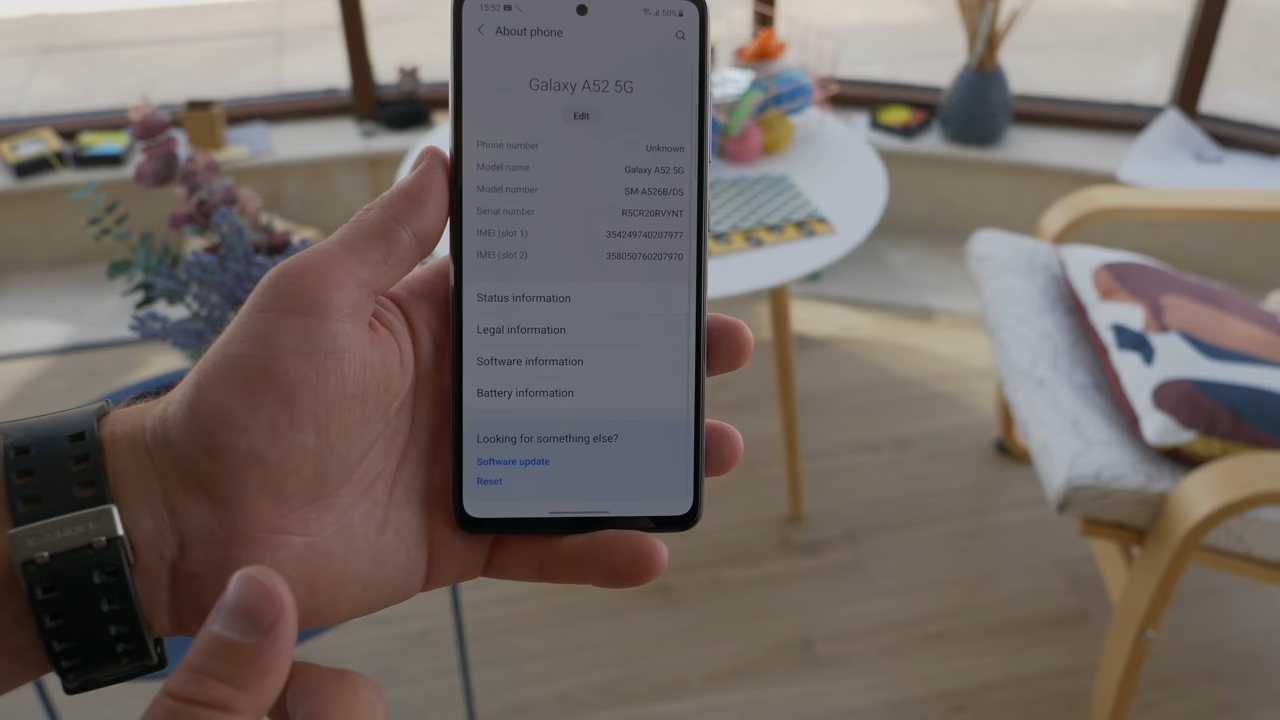 15:52
50%
About phone
Galaxy A52 5G
Edit
Phone number Unknown
Model name Galaxy A52 5G
Model number SM-A526B/DS
Serial number R5CR20RVYNT
IMEI (slot 1) 354249740207977
IMEI (slot 2) 358050760207970
Status information
Legal information
Software information
Battery information
Looking for something else?
Software update
Reset